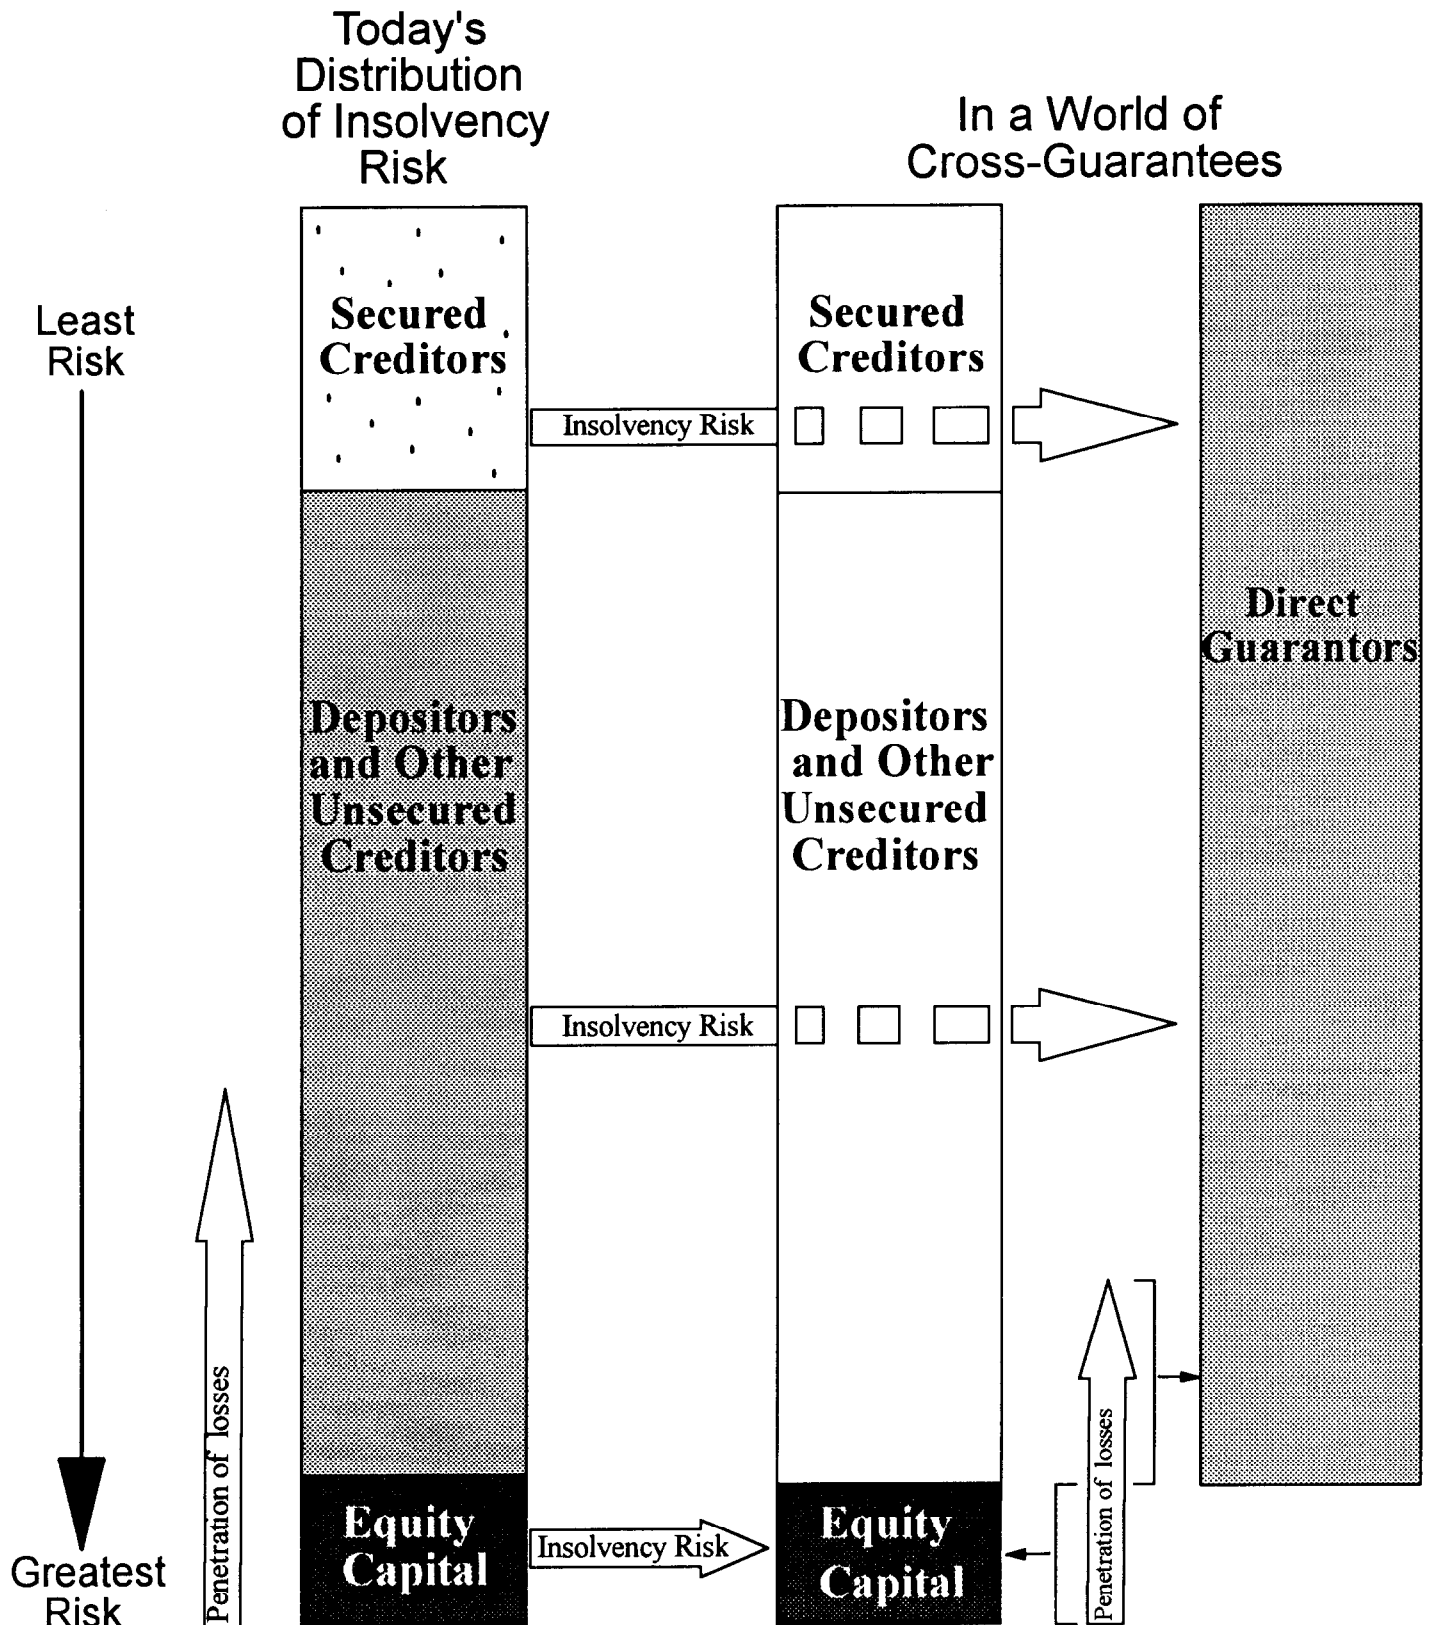 Today's
Distribution
of Insolvency
Risk
In a World of
Cross-Guarantees
Least
Risk
Greatest
Risk
Penetration of losses
Secured
Creditors
Depositors
and Other
Unsecured
Creditors
Equity
Capital
Insolvency Risk
Insolvency Risk
Insolvency Risk
Secured
Creditors
Depositors
and Other
Unsecured
Creditors
Equity
Capital
Penetration of losses
Direct
Guarantors